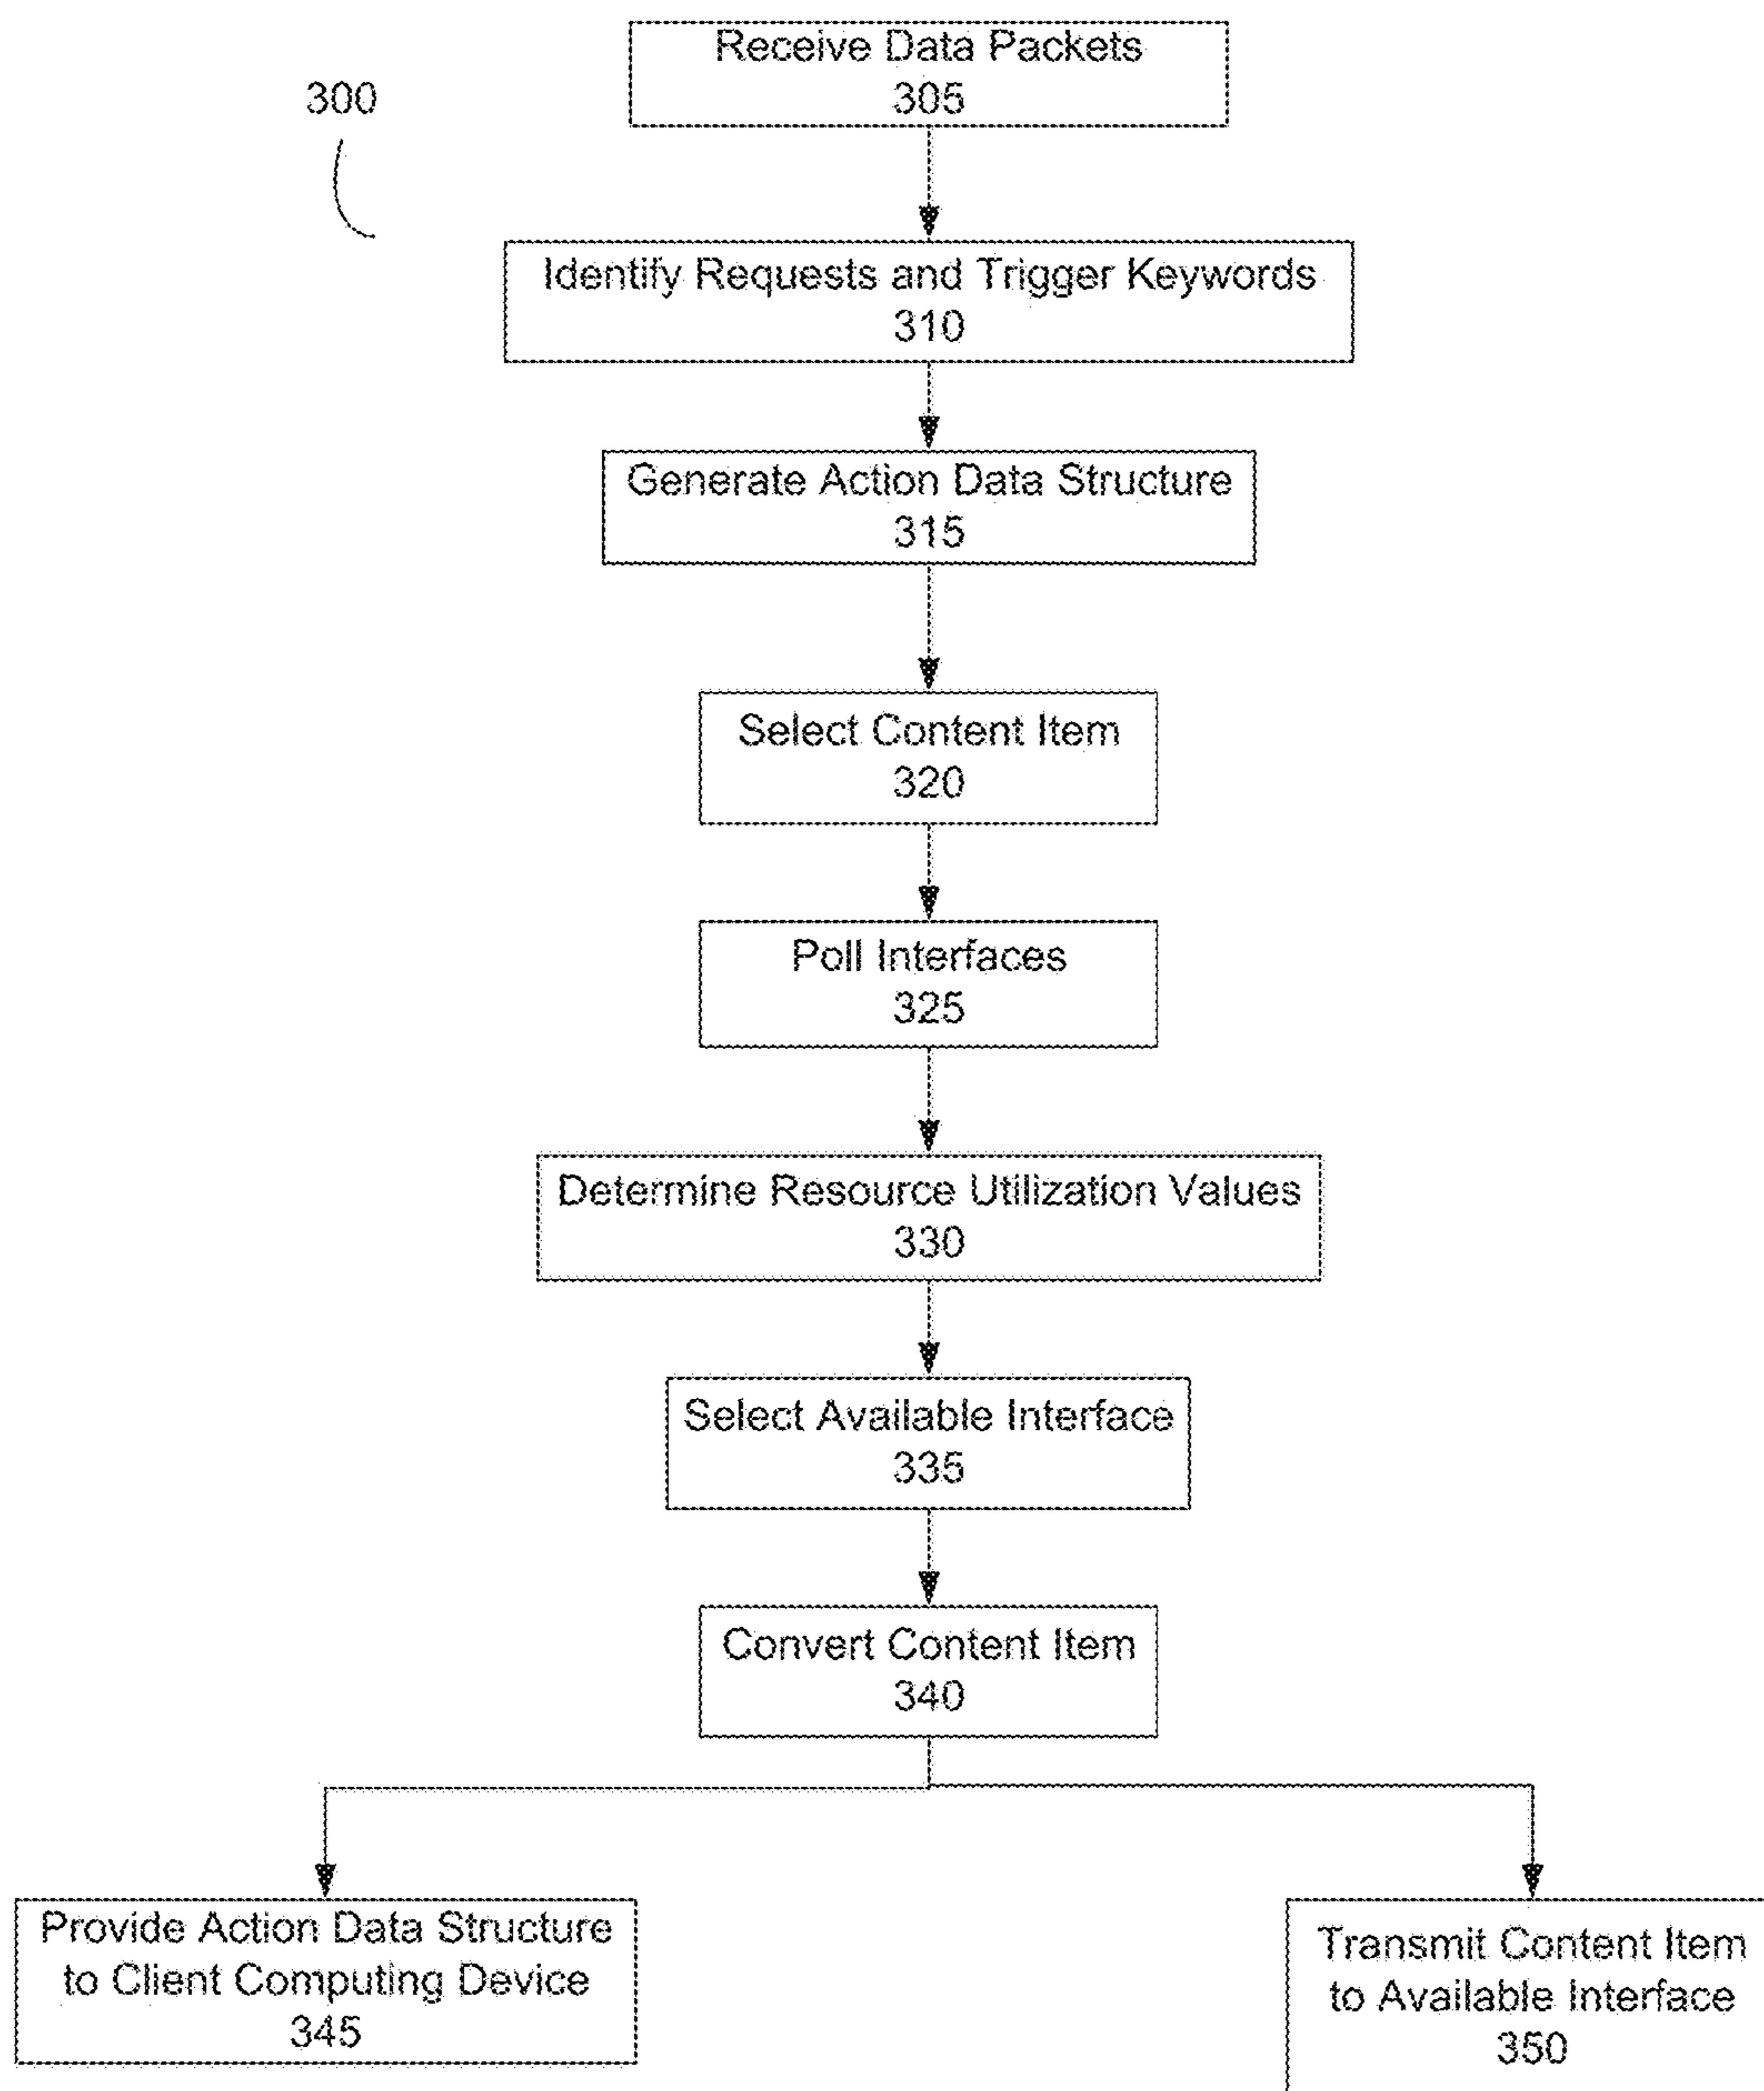 Receive Data Packets
305
300
Identify Requests and Trigger Keywords
310
Generate Action Data Structure
315
Select Content Item
320
Poll Interfaces
325
Determine Resource Utilization Values
330
Select Available Interface
335
Convert Content Item
340
Provide Action Data Structure
to Client Computing Device
345
Transmit Content Item
to Available Interface
350